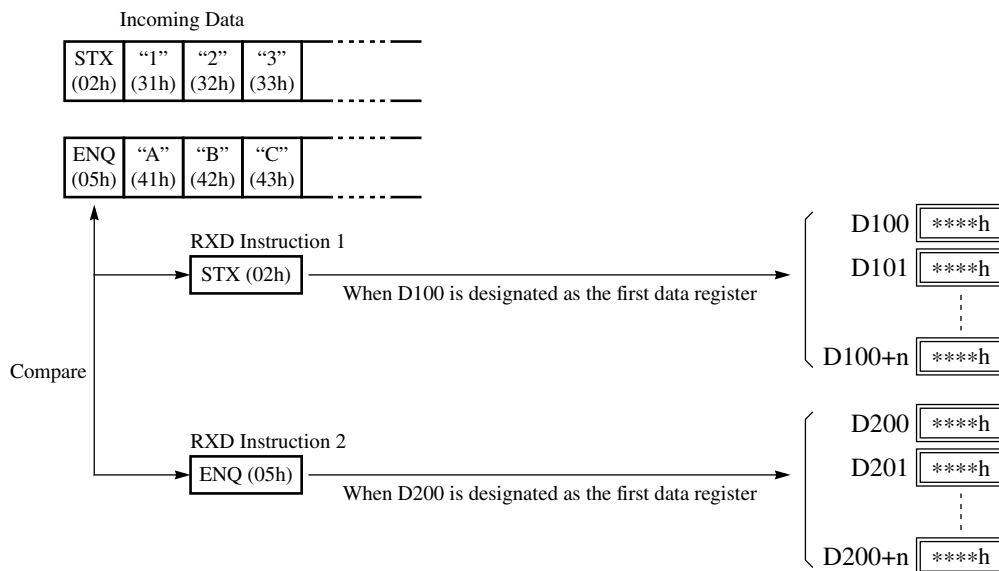 Incoming Data
STX “1” “2” “3”
(02h) (31h) (32h) (33h)
ENQ “A” “B” “C”
(05h) (41h) (42h) (43h)
D100 ****h
RXD Instruction 1
STX (02h)
D101 ****h
When D100 is designated as the first data register
D100+n ****h
Compare
D200 ****h
RXD Instruction 2
ENQ (05h)
D201 ****h
When D200 is designated as the first data register
D200+n ****h